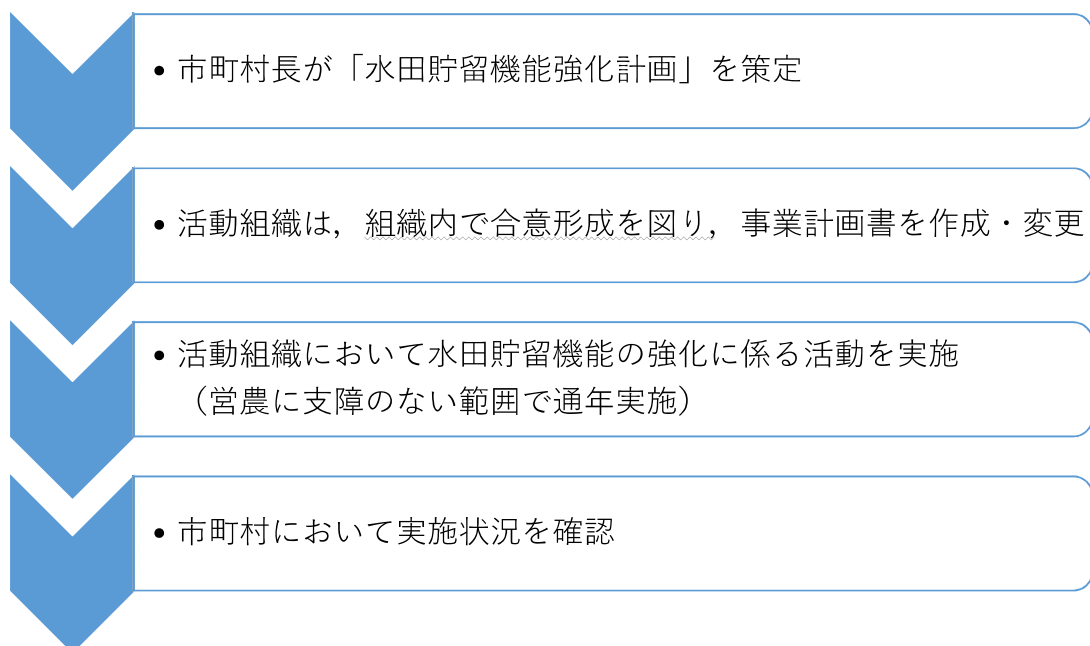 • 市町村長が「水田貯留機能強化計画」を策定
• 活動組織は，組織内で合意形成を図り，事業計画書を作成・変更
• 活動組織において水田貯留機能の強化に係る活動を実施
（営農に支障のない範囲で通年実施）
• 市町村において実施状況を確認